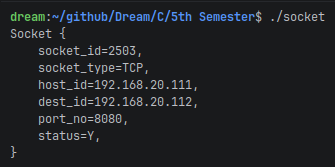 dream:~/github/Dream/C/5th Semester$ ./socket
Socket {
    socket_id=2503,
    socket_type=TCP,
    host_id=192.168.20.111,
    dest_id=192.168.20.112,
    port_no=8080,
    status=Y,
}